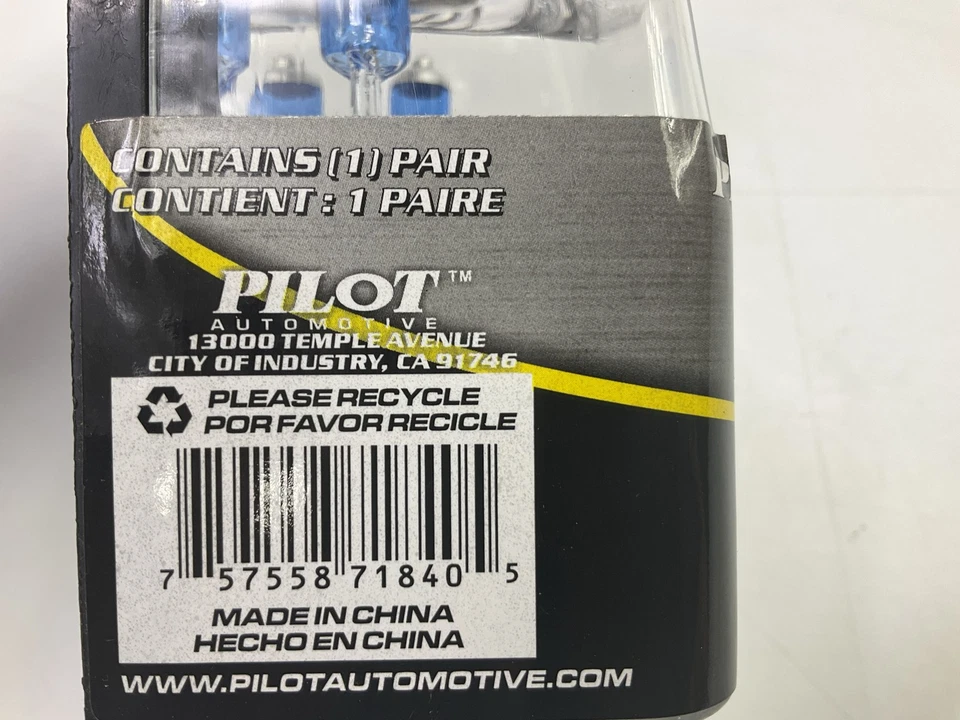 CONTAINS (1) PAIR
CONTIENT : 1 PAIRE
PILOT™
AUTOMOTIVE
13000 TEMPLE AVENUE
CITY OF INDUSTRY, CA 91746
PLEASE RECYCLE
POR FAVOR RECICLE
7 57558 71840 5
MADE IN CHINA
HECHO EN CHINA
WWW.PILOTAUTOMOTIVE.COM